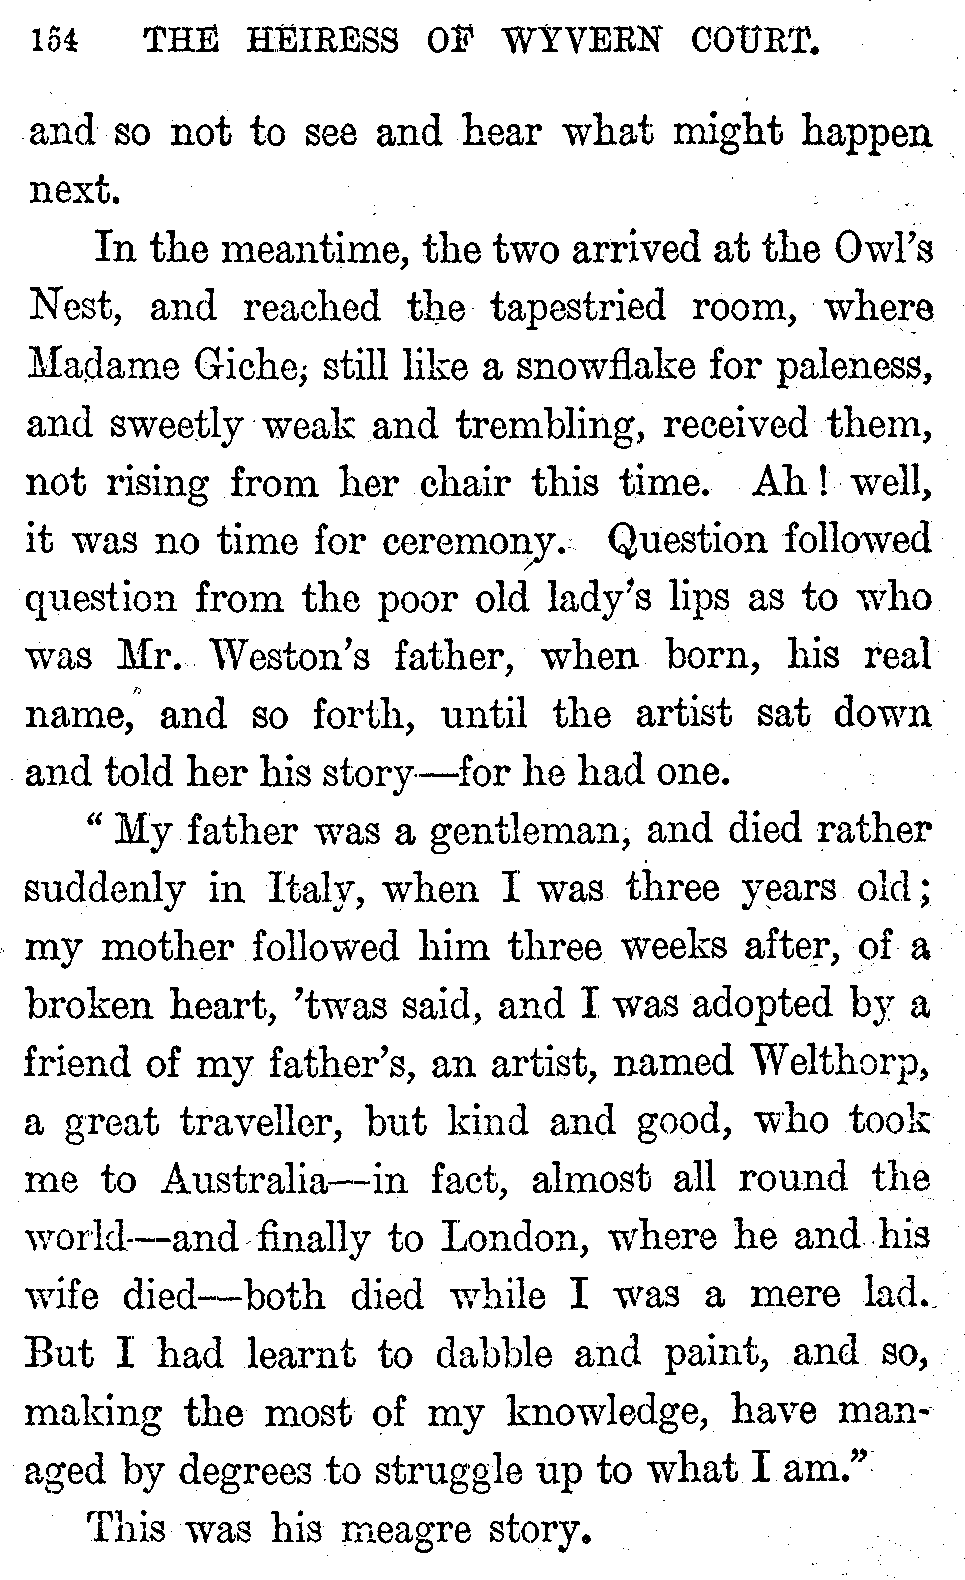 154 THE HEIRESS OF WYVERN COURT.
and so not to see and hear what might happen
next.
In the meantime, the two arrived at the Owl's
Nest, and reached the tapestried room, where
Madame Giche, still like a snowflake for paleness,
and sweetly weak and trembling, received them,
not rising from her chair this time. Ah! well,
it was no time for ceremony. Question followed
question from the poor old lady's lips as to who
was Mr. Weston's father, when born, his real
name, and so forth, until the artist sat down
and told her his story—for he had one.
“My father was a gentleman, and died rather
suddenly in Italy, when I was three years old;
my mother followed him three weeks after, of a
broken heart, 'twas said, and I was adopted by a
friend of my father's, an artist, named Welthorp,
a great traveller, but kind and good, who took
me to Australia—in fact, almost all round the
world—and finally to London, where he and his
wife died—both died while I was a mere lad.
But I had learnt to dabble and paint, and so,
making the most of my knowledge, have man-
aged by degrees to struggle up to what I am.”
This was his meagre story.